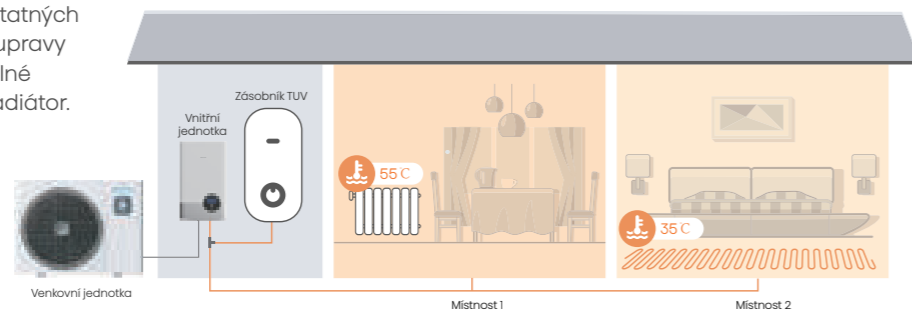 tatných
upravy
lné
adiátor.
Zásobník TUV
Vnitřní
jednotka
55°C
35°C
Venkovní jednotka
Místnost 1
Místnost 2